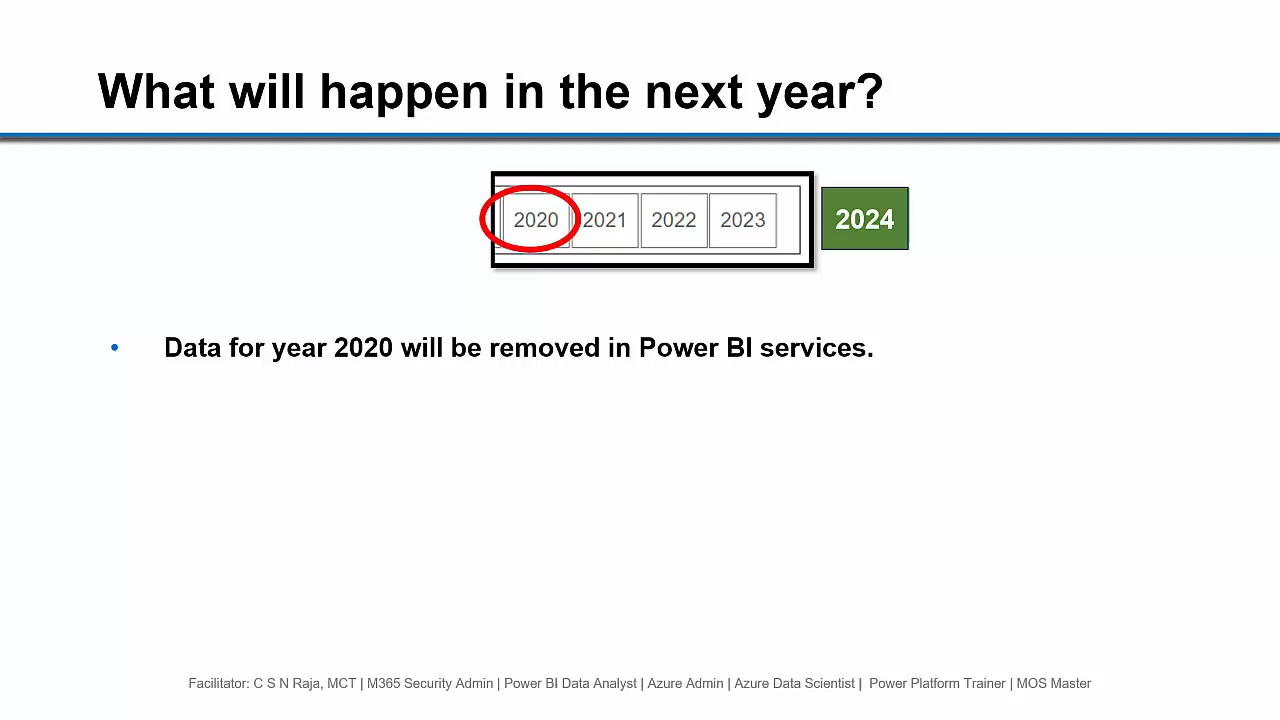 What will happen in the next year?
2020 2021 2022 2023 2024
• Data for year 2020 will be removed in Power BI services.
Facilitator: C S N Raja, MCT | M365 Security Admin | Power BI Data Analyst | Azure Admin | Azure Data Scientist | Power Platform Trainer | MOS Master